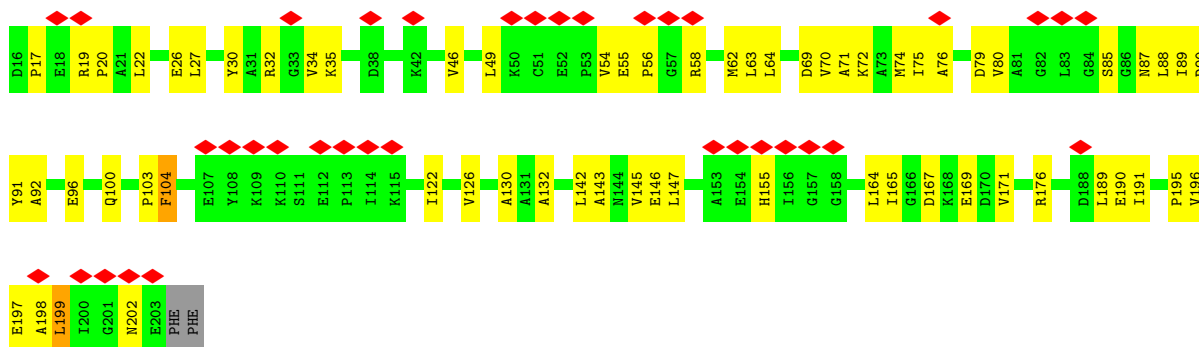 D16 P17 E18 R19 P20 A21 L22 E26 L27 Y30 A31 R32 G33 V34 K35 D38 K42 V46 L49 K50 C51 E52 P53 V54 E55 P56 G57 R58 M62 L63 L64 D69 V70 A71 K72 A73 M74 I75 A76 D79 V80 A81 G82 L83 G84 S85 G86 N87 L88 I89
Y91 A92 E96 Q100 P103 F104 E107 Y108 K109 K110 S111 E112 P113 I114 K115 I122 V126 A130 A131 A132 L142 A143 N144 V145 E146 L147 A153 E154 H155 I156 G157 G158 L164 I165 G166 D167 K168 E169 D170 V171 R176 D188 L189 E190 I191 P195 V196
E197 A198 L199 I200 G201 N202 E203 PHE PHE